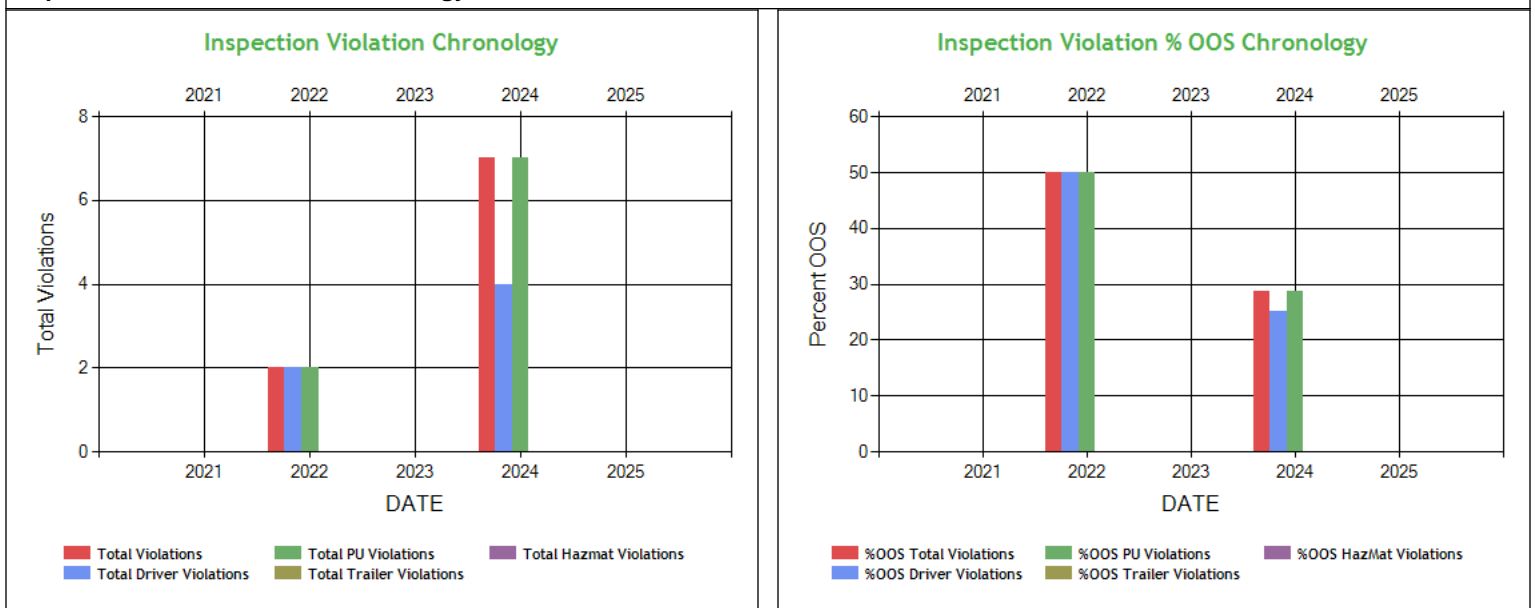 Inspection Violation Chronology
2021 2022 2023 2024 2025
8
6
4
2
0
Total Violations
2021 2022 2023 2024 2025
DATE
Total Violations Total PU Violations Total Hazmat Violations
Total Driver Violations Total Trailer Violations
Inspection Violation % OOS Chronology
2021 2022 2023 2024 2025
60
50
40
30
20
10
0
Percent OOS
2021 2022 2023 2024 2025
DATE
%OOS Total Violations %OOS PU Violations %OOS HazMat Violations
%OOS Driver Violations %OOS Trailer Violations